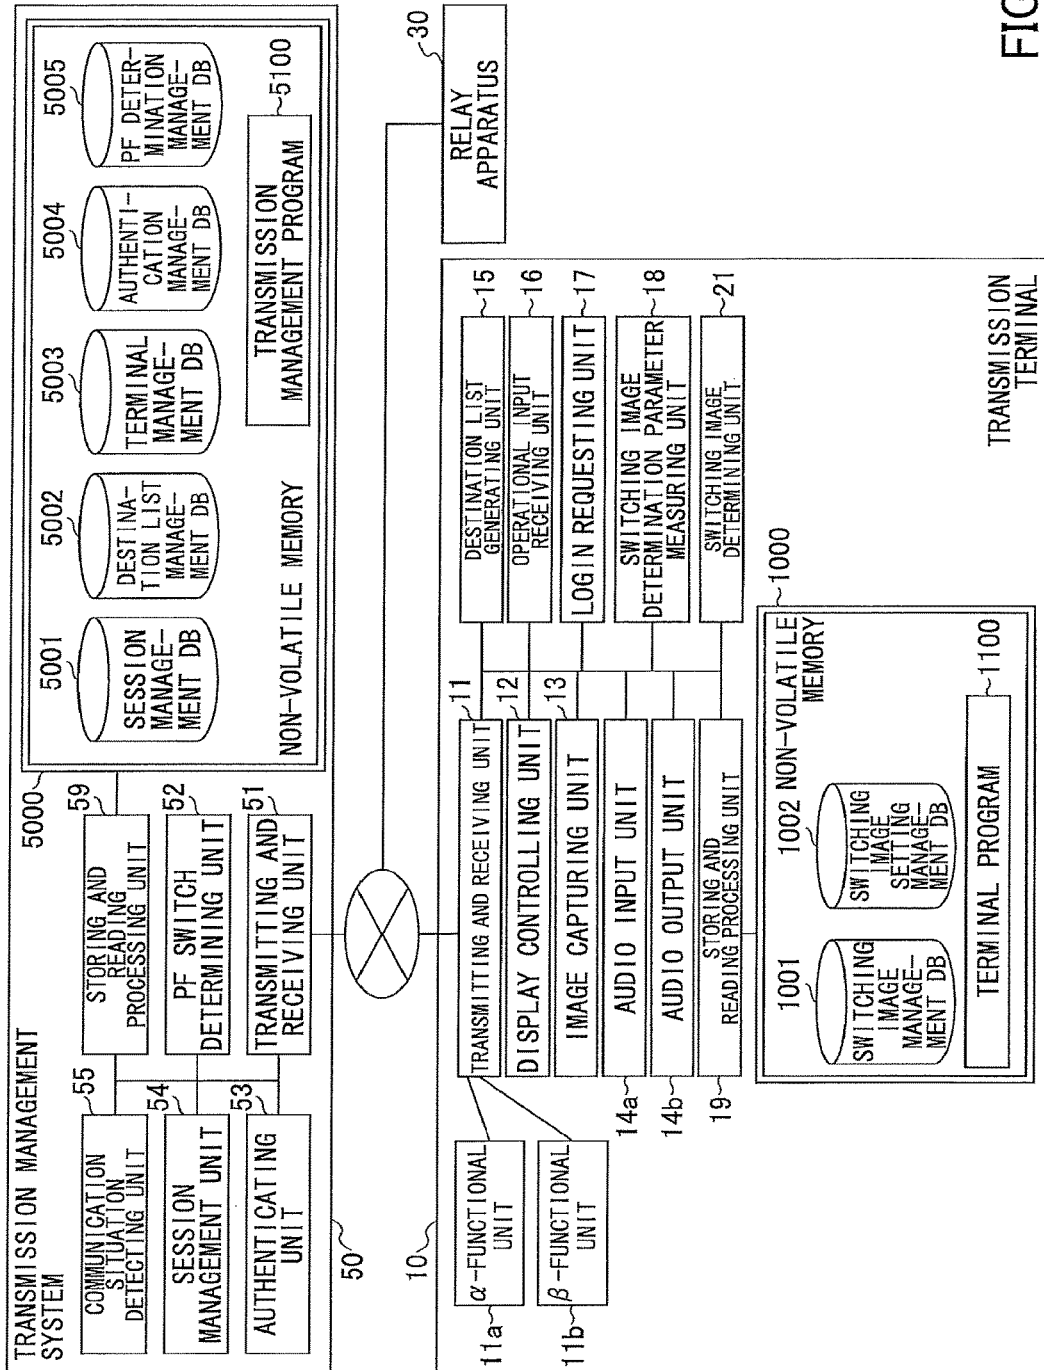 FIG
TRANSMISSION MANAGEMENT
SYSTEM
50
COMMUNICATION
SITUATION
DETECTING UNIT
55
SESSION
MANAGEMENT UNIT
54
AUTHENTICATING
UNIT
53
STORING AND
READING
PROCESSING UNIT
59
PF SWITCH
DETERMINING UNIT
52
TRANSMITTING AND
RECEIVING UNIT
51
5000
5001
SESSION
MANAGE-
MENT DB
5002
DESTINA-
TION LIST
MANAGE-
MENT DB
5003
TERMINAL
MANAGE-
MENT DB
5004
AUTHENTI-
CATION
MANAGE-
MENT DB
5005
PF DETER-
MINATION
MANAGE-
MENT DB
NON-VOLATILE MEMORY
TRANSMISSION
MANAGEMENT PROGRAM
5100
30
RELAY
APPARATUS
10
α-FUNCTIONAL
UNIT
11a
β-FUNCTIONAL
UNIT
11b
TRANSMITTING AND RECEIVING UNIT
11
DISPLAY CONTROLLING UNIT
12
IMAGE CAPTURING UNIT
13
AUDIO INPUT UNIT
14a
AUDIO OUTPUT UNIT
14b
STORING AND
READING PROCESSING UNIT
19
DESTINATION LIST
GENERATING UNIT
15
OPERATIONAL INPUT
RECEIVING UNIT
16
LOGIN REQUESTING UNIT
17
SWITCHING IMAGE
DETERMINATION PARAMETER
MEASURING UNIT
18
SWITCHING IMAGE
DETERMINING UNIT
21
1000
1001
SWITCHING
IMAGE
MANAGE-
MENT DB
1002
SWITCHING
IMAGE
SETTING
MANAGE-
MENT DB
NON-VOLATILE
MEMORY
TERMINAL PROGRAM
1100
TRANSMISSION
TERMINAL